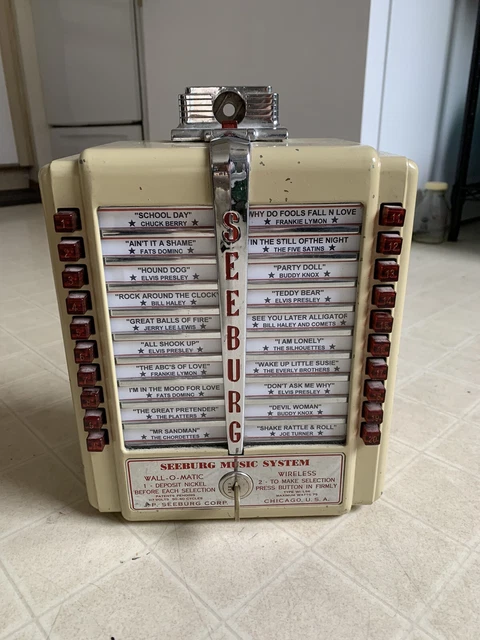 "SCHOOL DAY"
CHUCK BERRY
"AIN'T IT A SHAME"
FATS DOMINO
"HOUND DOG"
ELVIS PRESLEY
"ROCK AROUND THE CLOCK
BILL HALEY
"GREAT BALLS OF FIRE"
JERRY LEE LEWIS
"ALL SHOOK UP"
ELVIS PRESLEY
"THE ABC'S OF LOVE"
FRANKIE LYMON
I'M IN THE MOOD FOR LOVE
FATS DOMINO
"THE GREAT PRETENDER"
THE PLATTERS
"MR SANDMAN"
THE CHORDETTES
SEEBURG
WHY DO FOOLS FALL N LOVE
FRANKIE LYMON
IN THE STILL OFTHE NIGHT
THE FIVE SATINS
"PARTY DOLL"
BUDDY KNOX
"TEDDY BEAR"
ELVIS PRESLEY
SEE YOU LATER ALLIGATOR
BILL HALEY AND COMETS
"I AM LONELY"
THE SILHOUETTES
"WAKE UP LITTLE SUSIE"
THE EVERLY BROTHERS
"DON'T ASK ME WHY"
ELVIS PRESLEY
"DEVIL WOMAN"
BUDDY KNOX
"SHAKE RATTLE & ROLL"
JOE TURNER
11
12
13
SEEBURG MUSIC SYSTEM
WALL-O-MATIC
1 - DEPOSIT NICKEL
BEFORE EACH SELECTION
PATENTS PENDING
J.P. SEEBURG CORP
WIRELESS
2 - TO MAKE SELECTION
PRESS BUTTON IN FIRMLY
CHICAGO, U.S.A.